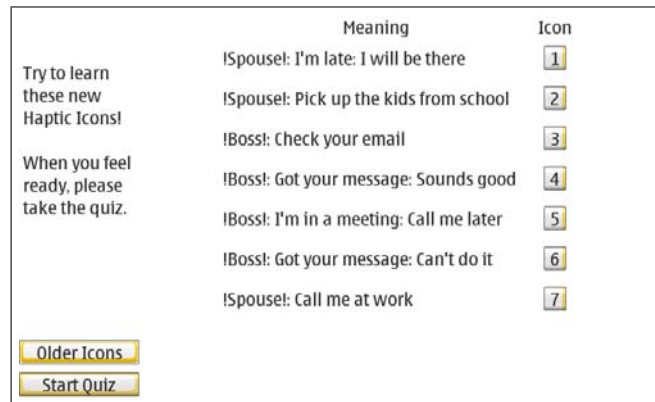 Meaning Icon
Try to learn
these new
Haptic Icons!
When you feel
ready, please
take the quiz.
!Spouse!: I'm late: I will be there 1
!Spouse!: Pick up the kids from school 2
!Boss!: Check your email 3
!Boss!: Got your message: Sounds good 4
!Boss!: I'm in a meeting: Call me later 5
!Boss!: Got your message: Can't do it 6
!Spouse!: Call me at work 7
Older Icons
Start Quiz